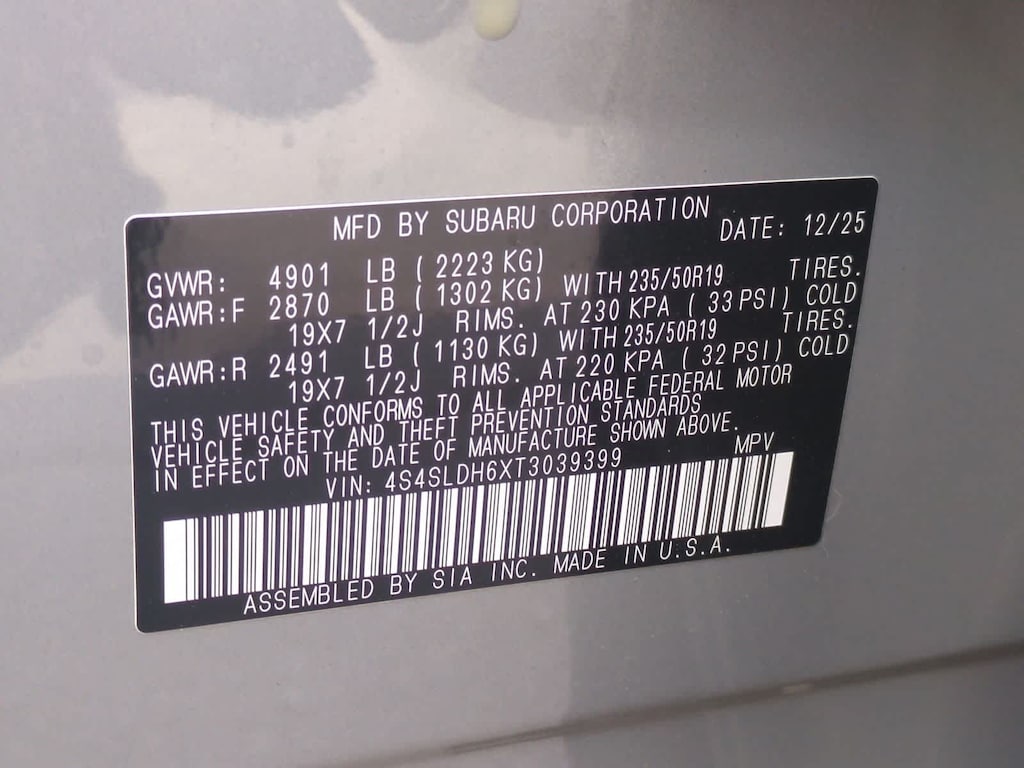 MFD BY SUBARU CORPORATION DATE: 12/25
GVWR: 4901 LB ( 2223 KG)
GAWR:F 2870 LB ( 1302 KG) WITH 235/50R19 TIRES.
19X7 1/2J RIMS. AT 230 KPA ( 33 PSI) COLD
GAWR:R 2491 LB ( 1130 KG) WITH 235/50R19 TIRES.
19X7 1/2J RIMS. AT 220 KPA ( 32 PSI) COLD
THIS VEHICLE CONFORMS TO ALL APPLICABLE FEDERAL MOTOR
VEHICLE SAFETY AND THEFT PREVENTION STANDARDS
IN EFFECT ON THE DATE OF MANUFACTURE SHOWN ABOVE.
VIN: 4S4SLDH6XT3039399 MPV
ASSEMBLED BY SIA INC. MADE IN U.S.A.